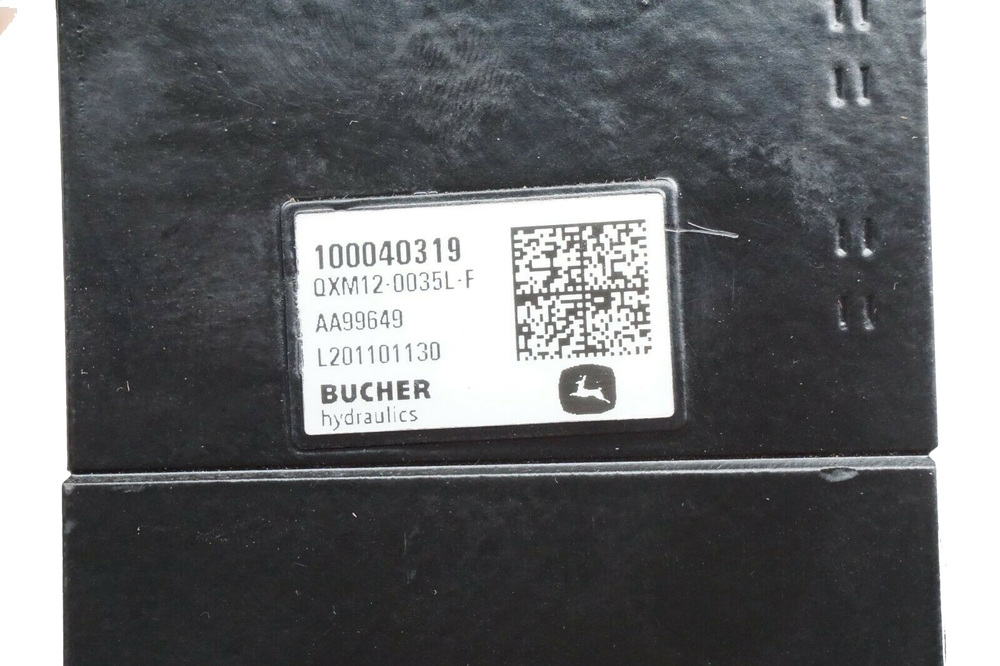 100040319
QXM12-0035L-F
AA99649
L201101130
BUCHER
hydraulics